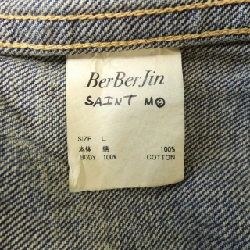 BerBerJin
SAINT M
SIZE L
本体 綿 100%
BODY 100% COTTON